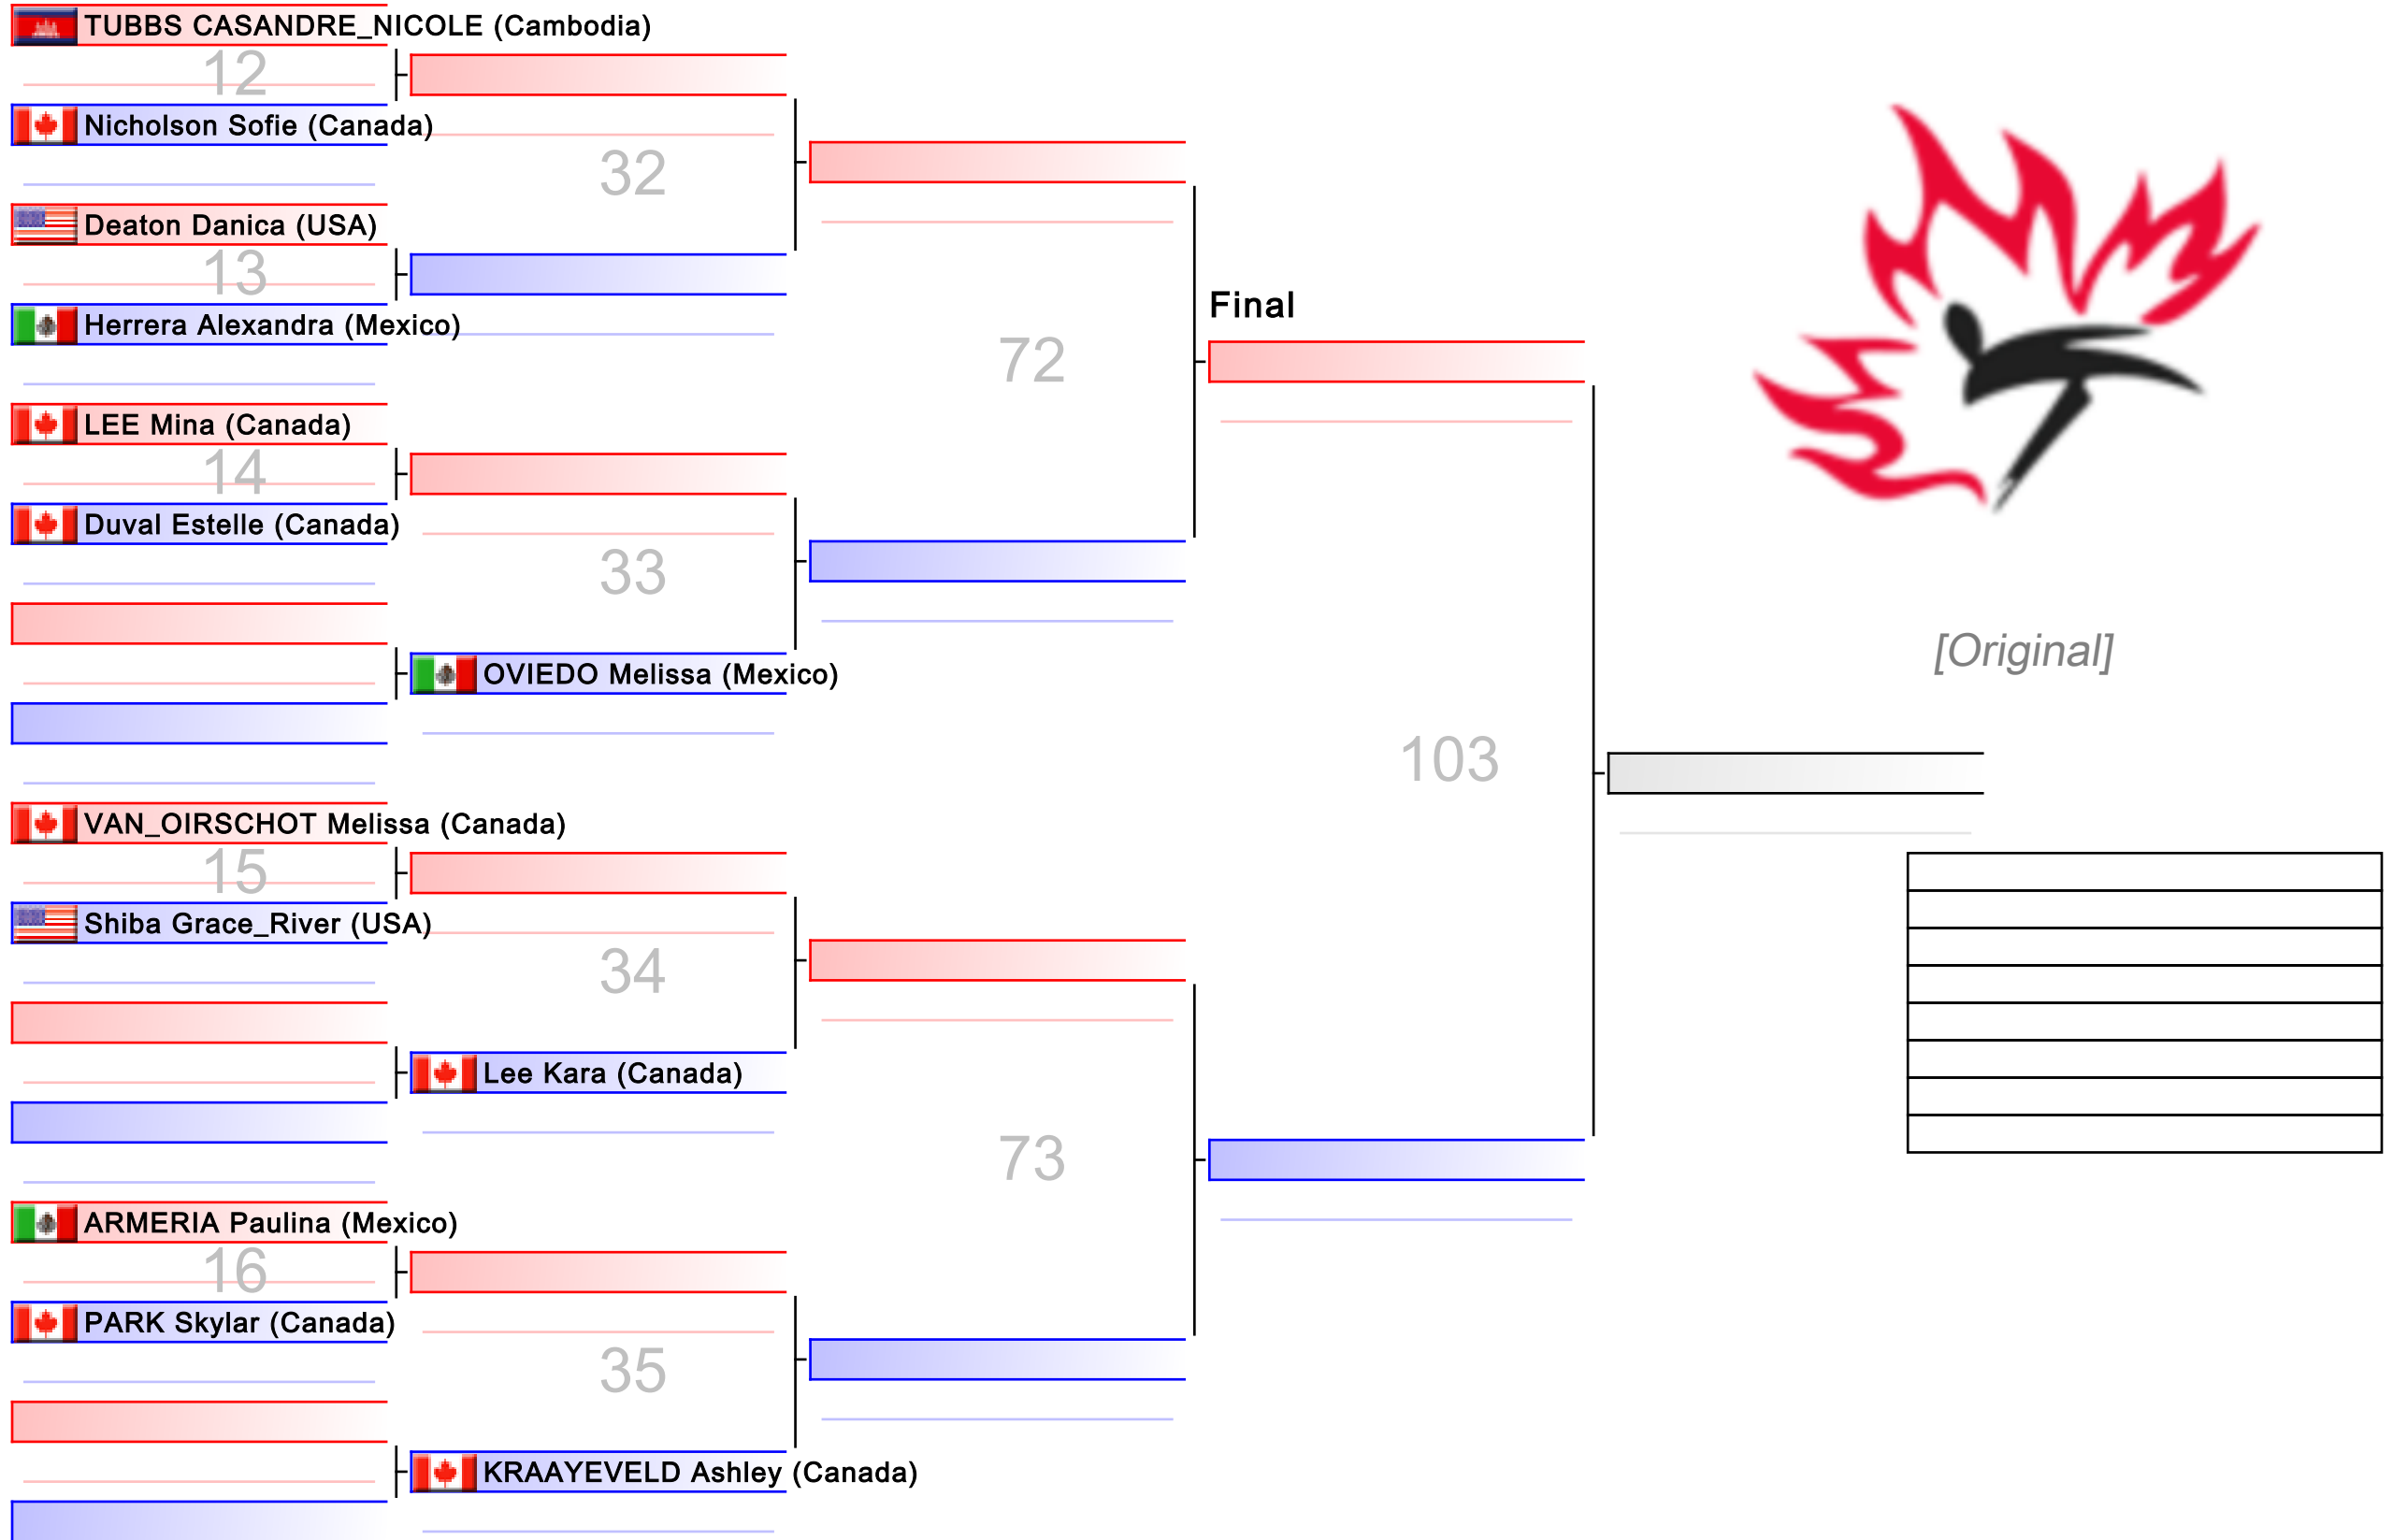 TUBBS CASANDRE_NICOLE (Cambodia)
12
Nicholson Sofie (Canada)
32
Deaton Danica (USA)
13
Herrera Alexandra (Mexico)
Final
72
LEE Mina (Canada)
14
Duval Estelle (Canada)
33
[Original]
OVIEDO Melissa (Mexico)
103
VAN_OIRSCHOT Melissa (Canada)
15
Shiba Grace_River (USA)
34
Lee Kara (Canada)
73
ARMERIA Paulina (Mexico)
16
PARK Skylar (Canada)
35
KRAAYEVELD Ashley (Canada)